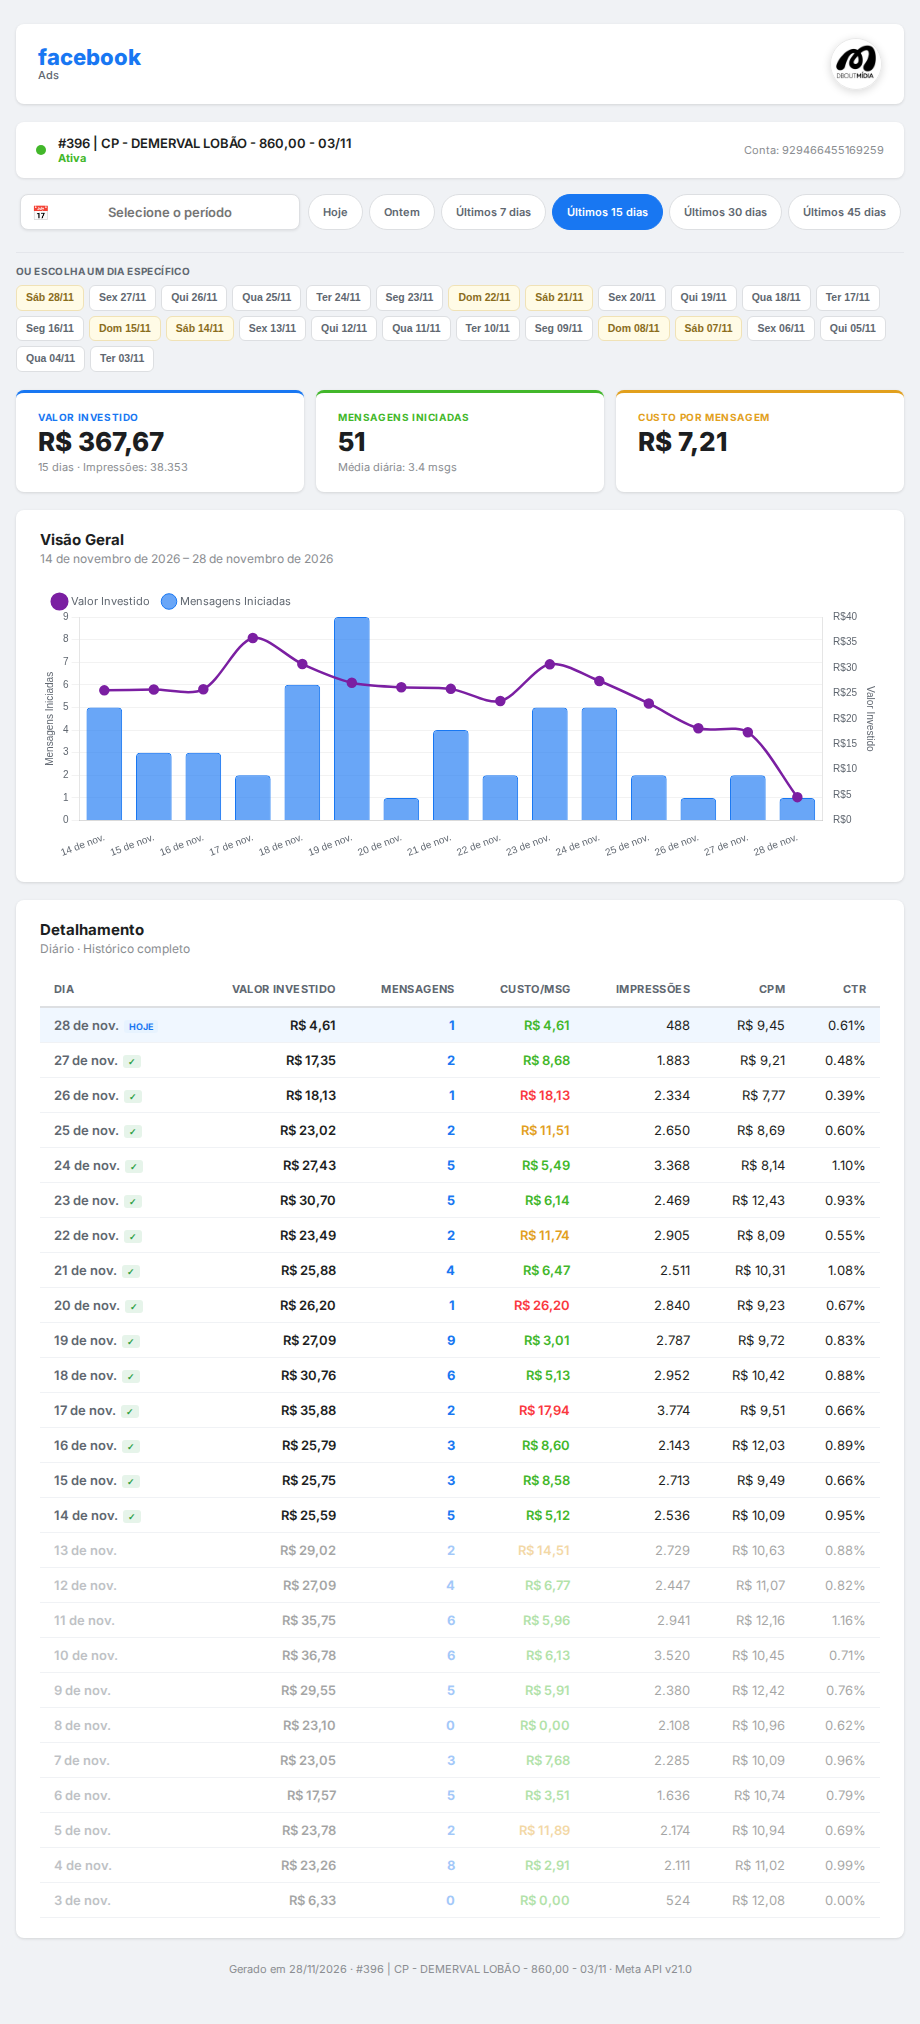 facebook
Ads
DBOUTMÍDIA
#396 | CP - DEMERVAL LOBÃO - 860,00 - 03/11
Ativa
Conta: 929466455169259
📅 Selecione o período Hoje Ontem Últimos 7 dias Últimos 15 dias Últimos 30 dias Últimos 45 dias
OU ESCOLHA UM DIA ESPECÍFICO
Sáb 28/11 Sex 27/11 Qui 26/11 Qua 25/11 Ter 24/11 Seg 23/11 Dom 22/11 Sáb 21/11 Sex 20/11 Qui 19/11 Qua 18/11 Ter 17/11
Seg 16/11 Dom 15/11 Sáb 14/11 Sex 13/11 Qui 12/11 Qua 11/11 Ter 10/11 Seg 09/11 Dom 08/11 Sáb 07/11 Sex 06/11 Qui 05/11
Qua 04/11 Ter 03/11
VALOR INVESTIDO
R$ 367,67
15 dias · Impressões: 38.353
MENSAGENS INICIADAS
51
Média diária: 3.4 msgs
CUSTO POR MENSAGEM
R$ 7,21
Visão Geral
14 de novembro de 2026 – 28 de novembro de 2026
Valor Investido Mensagens Iniciadas
Mensagens Iniciadas
9
8
7
6
5
4
3
2
1
0
R$40
R$35
R$30
R$25
R$20
R$15
R$10
R$5
R$0
Valor Investido
14 de nov. 15 de nov. 16 de nov. 17 de nov. 18 de nov. 19 de nov. 20 de nov. 21 de nov. 22 de nov. 23 de nov. 24 de nov. 25 de nov. 26 de nov. 27 de nov. 28 de nov.
Detalhamento
Diário · Histórico completo
DIA VALOR INVESTIDO MENSAGENS CUSTO/MSG IMPRESSÕES CPM CTR
28 de nov. HOJE R$ 4,61 1 R$ 4,61 488 R$ 9,45 0.61%
27 de nov. ✓ R$ 17,35 2 R$ 8,68 1.883 R$ 9,21 0.48%
26 de nov. ✓ R$ 18,13 1 R$ 18,13 2.334 R$ 7,77 0.39%
25 de nov. ✓ R$ 23,02 2 R$ 11,51 2.650 R$ 8,69 0.60%
24 de nov. ✓ R$ 27,43 5 R$ 5,49 3.368 R$ 8,14 1.10%
23 de nov. ✓ R$ 30,70 5 R$ 6,14 2.469 R$ 12,43 0.93%
22 de nov. ✓ R$ 23,49 2 R$ 11,74 2.905 R$ 8,09 0.55%
21 de nov. ✓ R$ 25,88 4 R$ 6,47 2.511 R$ 10,31 1.08%
20 de nov. ✓ R$ 26,20 1 R$ 26,20 2.840 R$ 9,23 0.67%
19 de nov. ✓ R$ 27,09 9 R$ 3,01 2.787 R$ 9,72 0.83%
18 de nov. ✓ R$ 30,76 6 R$ 5,13 2.952 R$ 10,42 0.88%
17 de nov. ✓ R$ 35,88 2 R$ 17,94 3.774 R$ 9,51 0.66%
16 de nov. ✓ R$ 25,79 3 R$ 8,60 2.143 R$ 12,03 0.89%
15 de nov. ✓ R$ 25,75 3 R$ 8,58 2.713 R$ 9,49 0.66%
14 de nov. ✓ R$ 25,59 5 R$ 5,12 2.536 R$ 10,09 0.95%
13 de nov. R$ 29,02 2 R$ 14,51 2.729 R$ 10,63 0.88%
12 de nov. R$ 27,09 4 R$ 6,77 2.447 R$ 11,07 0.82%
11 de nov. R$ 35,75 6 R$ 5,96 2.941 R$ 12,16 1.16%
10 de nov. R$ 36,78 6 R$ 6,13 3.520 R$ 10,45 0.71%
9 de nov. R$ 29,55 5 R$ 5,91 2.380 R$ 12,42 0.76%
8 de nov. R$ 23,10 0 R$ 0,00 2.108 R$ 10,96 0.62%
7 de nov. R$ 23,05 3 R$ 7,68 2.285 R$ 10,09 0.96%
6 de nov. R$ 17,57 5 R$ 3,51 1.636 R$ 10,74 0.79%
5 de nov. R$ 23,78 2 R$ 11,89 2.174 R$ 10,94 0.69%
4 de nov. R$ 23,26 8 R$ 2,91 2.111 R$ 11,02 0.99%
3 de nov. R$ 6,33 0 R$ 0,00 524 R$ 12,08 0.00%
Gerado em 28/11/2026 · #396 | CP - DEMERVAL LOBÃO - 860,00 - 03/11 · Meta API v21.0